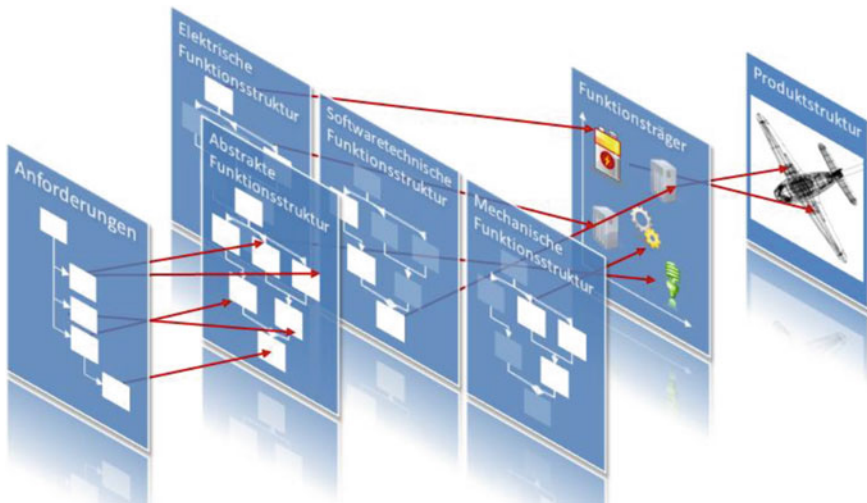 Anforderungen
Elektrische
Funktionsstruktur
Abstrakte
Funktionsstruktur
Softwaretechnische
Funktionsstruktur
Mechanische
Funktionsstruktur
Funktionsträger
Produktstruktur